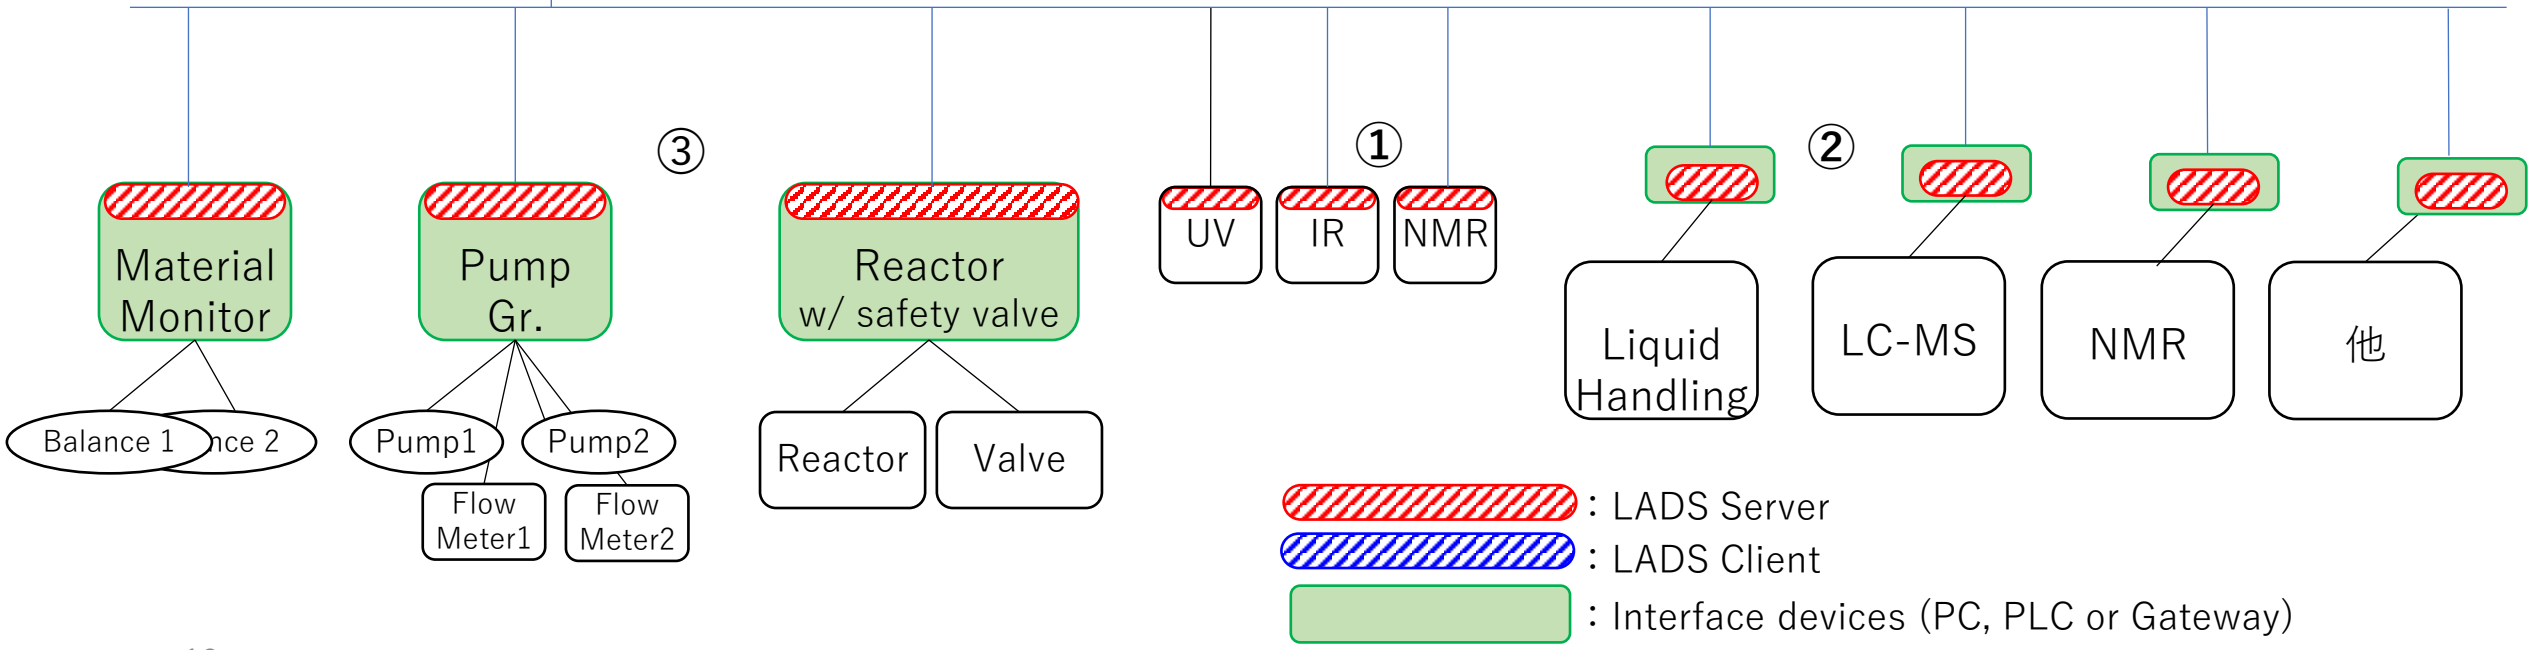 ③
①
②
Material
Monitor
Pump
Gr.
Reactor
w/ safety valve
UV
IR
NMR
Liquid
Handling
LC-MS
NMR
他
Balance 1
nce 2
Pump1
Pump2
Flow
Meter1
Flow
Meter2
Reactor
Valve
: LADS Server
: LADS Client
: Interface devices (PC, PLC or Gateway)